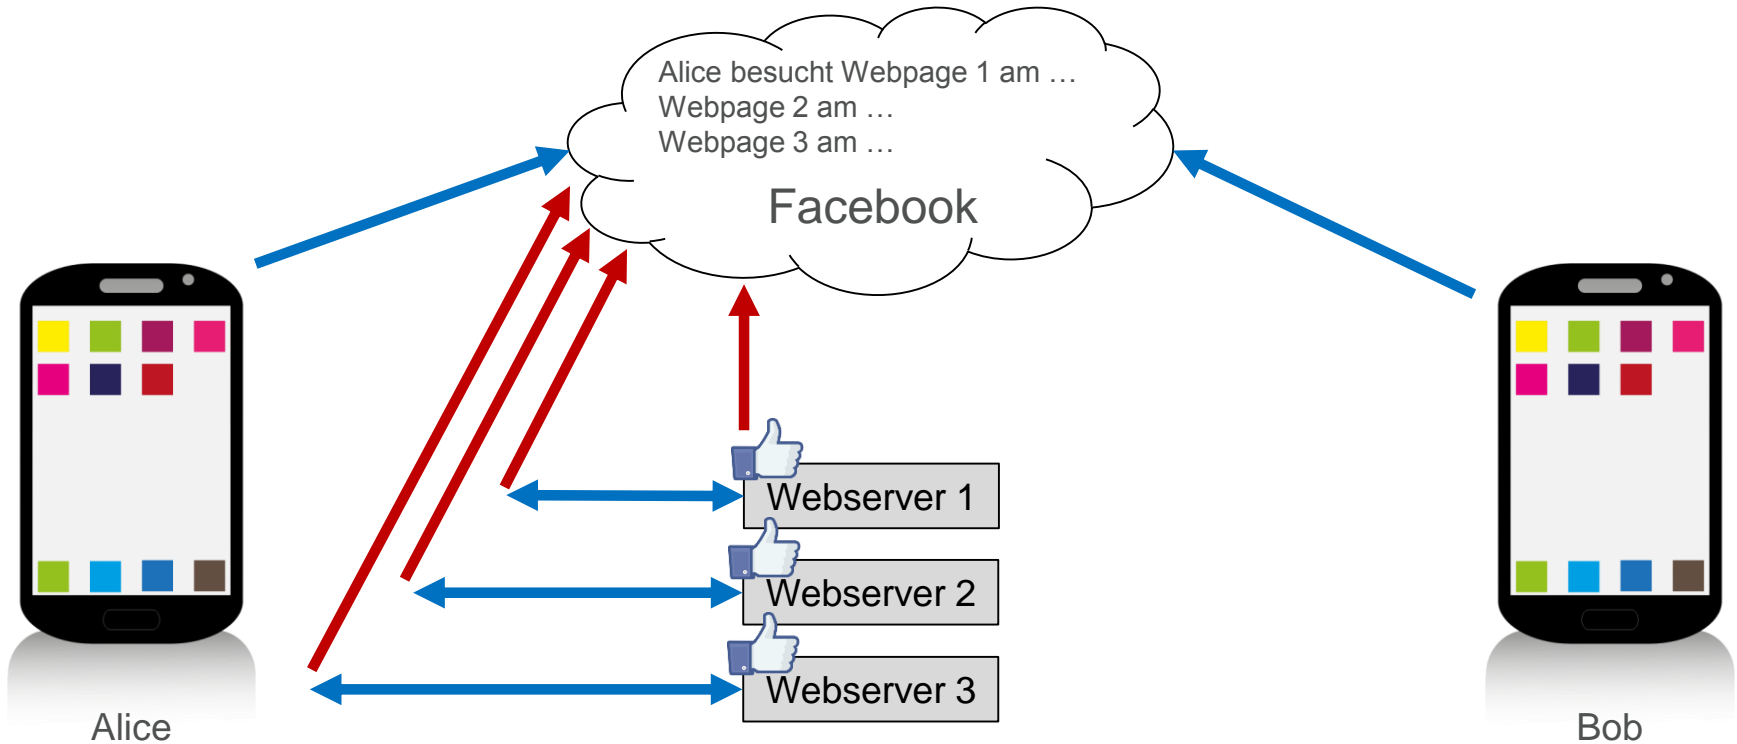 Alice besucht Webpage 1 am …
Webpage 2 am …
Webpage 3 am …
Facebook
Webserver 1
Webserver 2
Webserver 3
Alice
Bob